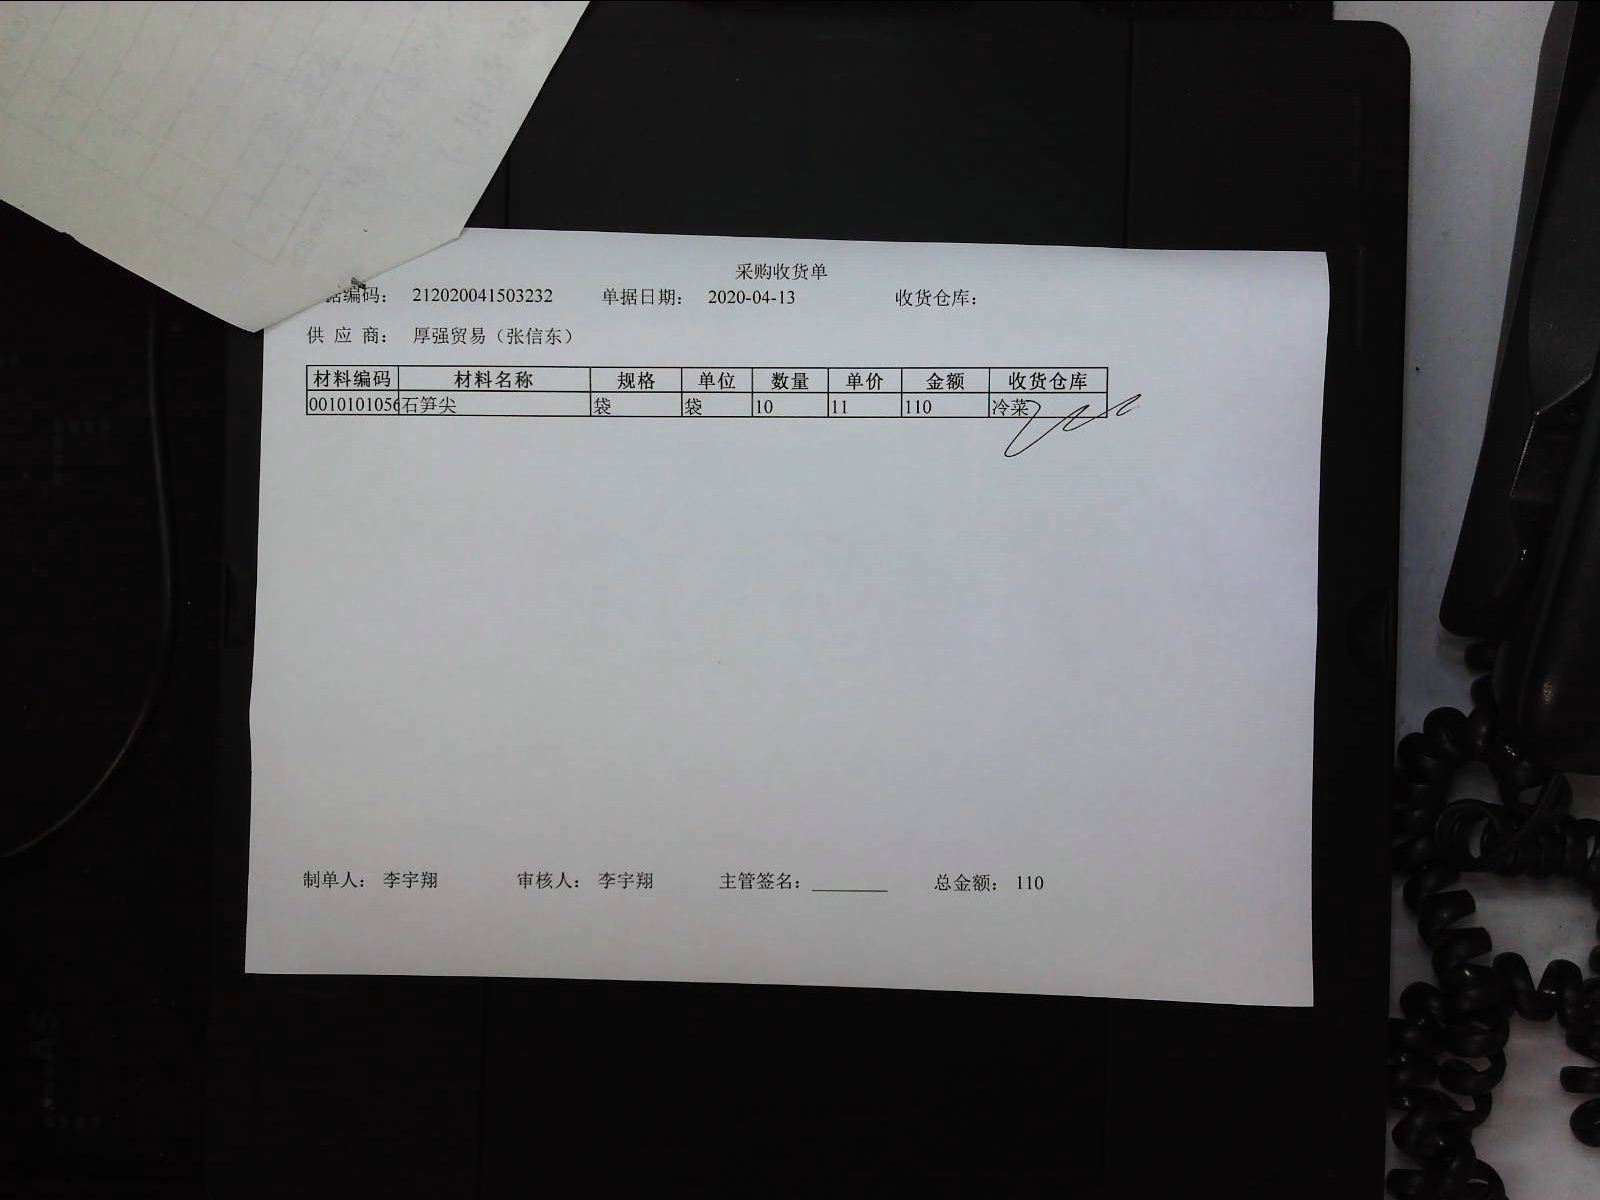 采购收货单
据编码： 212020041503232 单据日期： 2020-04-13 收货仓库：
供 应 商： 厚强贸易（张信东）
材料编码 材料名称 规格 单位 数量 单价 金额 收货仓库
0010101056 石笋尖 袋 袋 10 11 110 冷菜
制单人： 李宇翔 审核人： 李宇翔 主管签名： ________ 总金额： 110